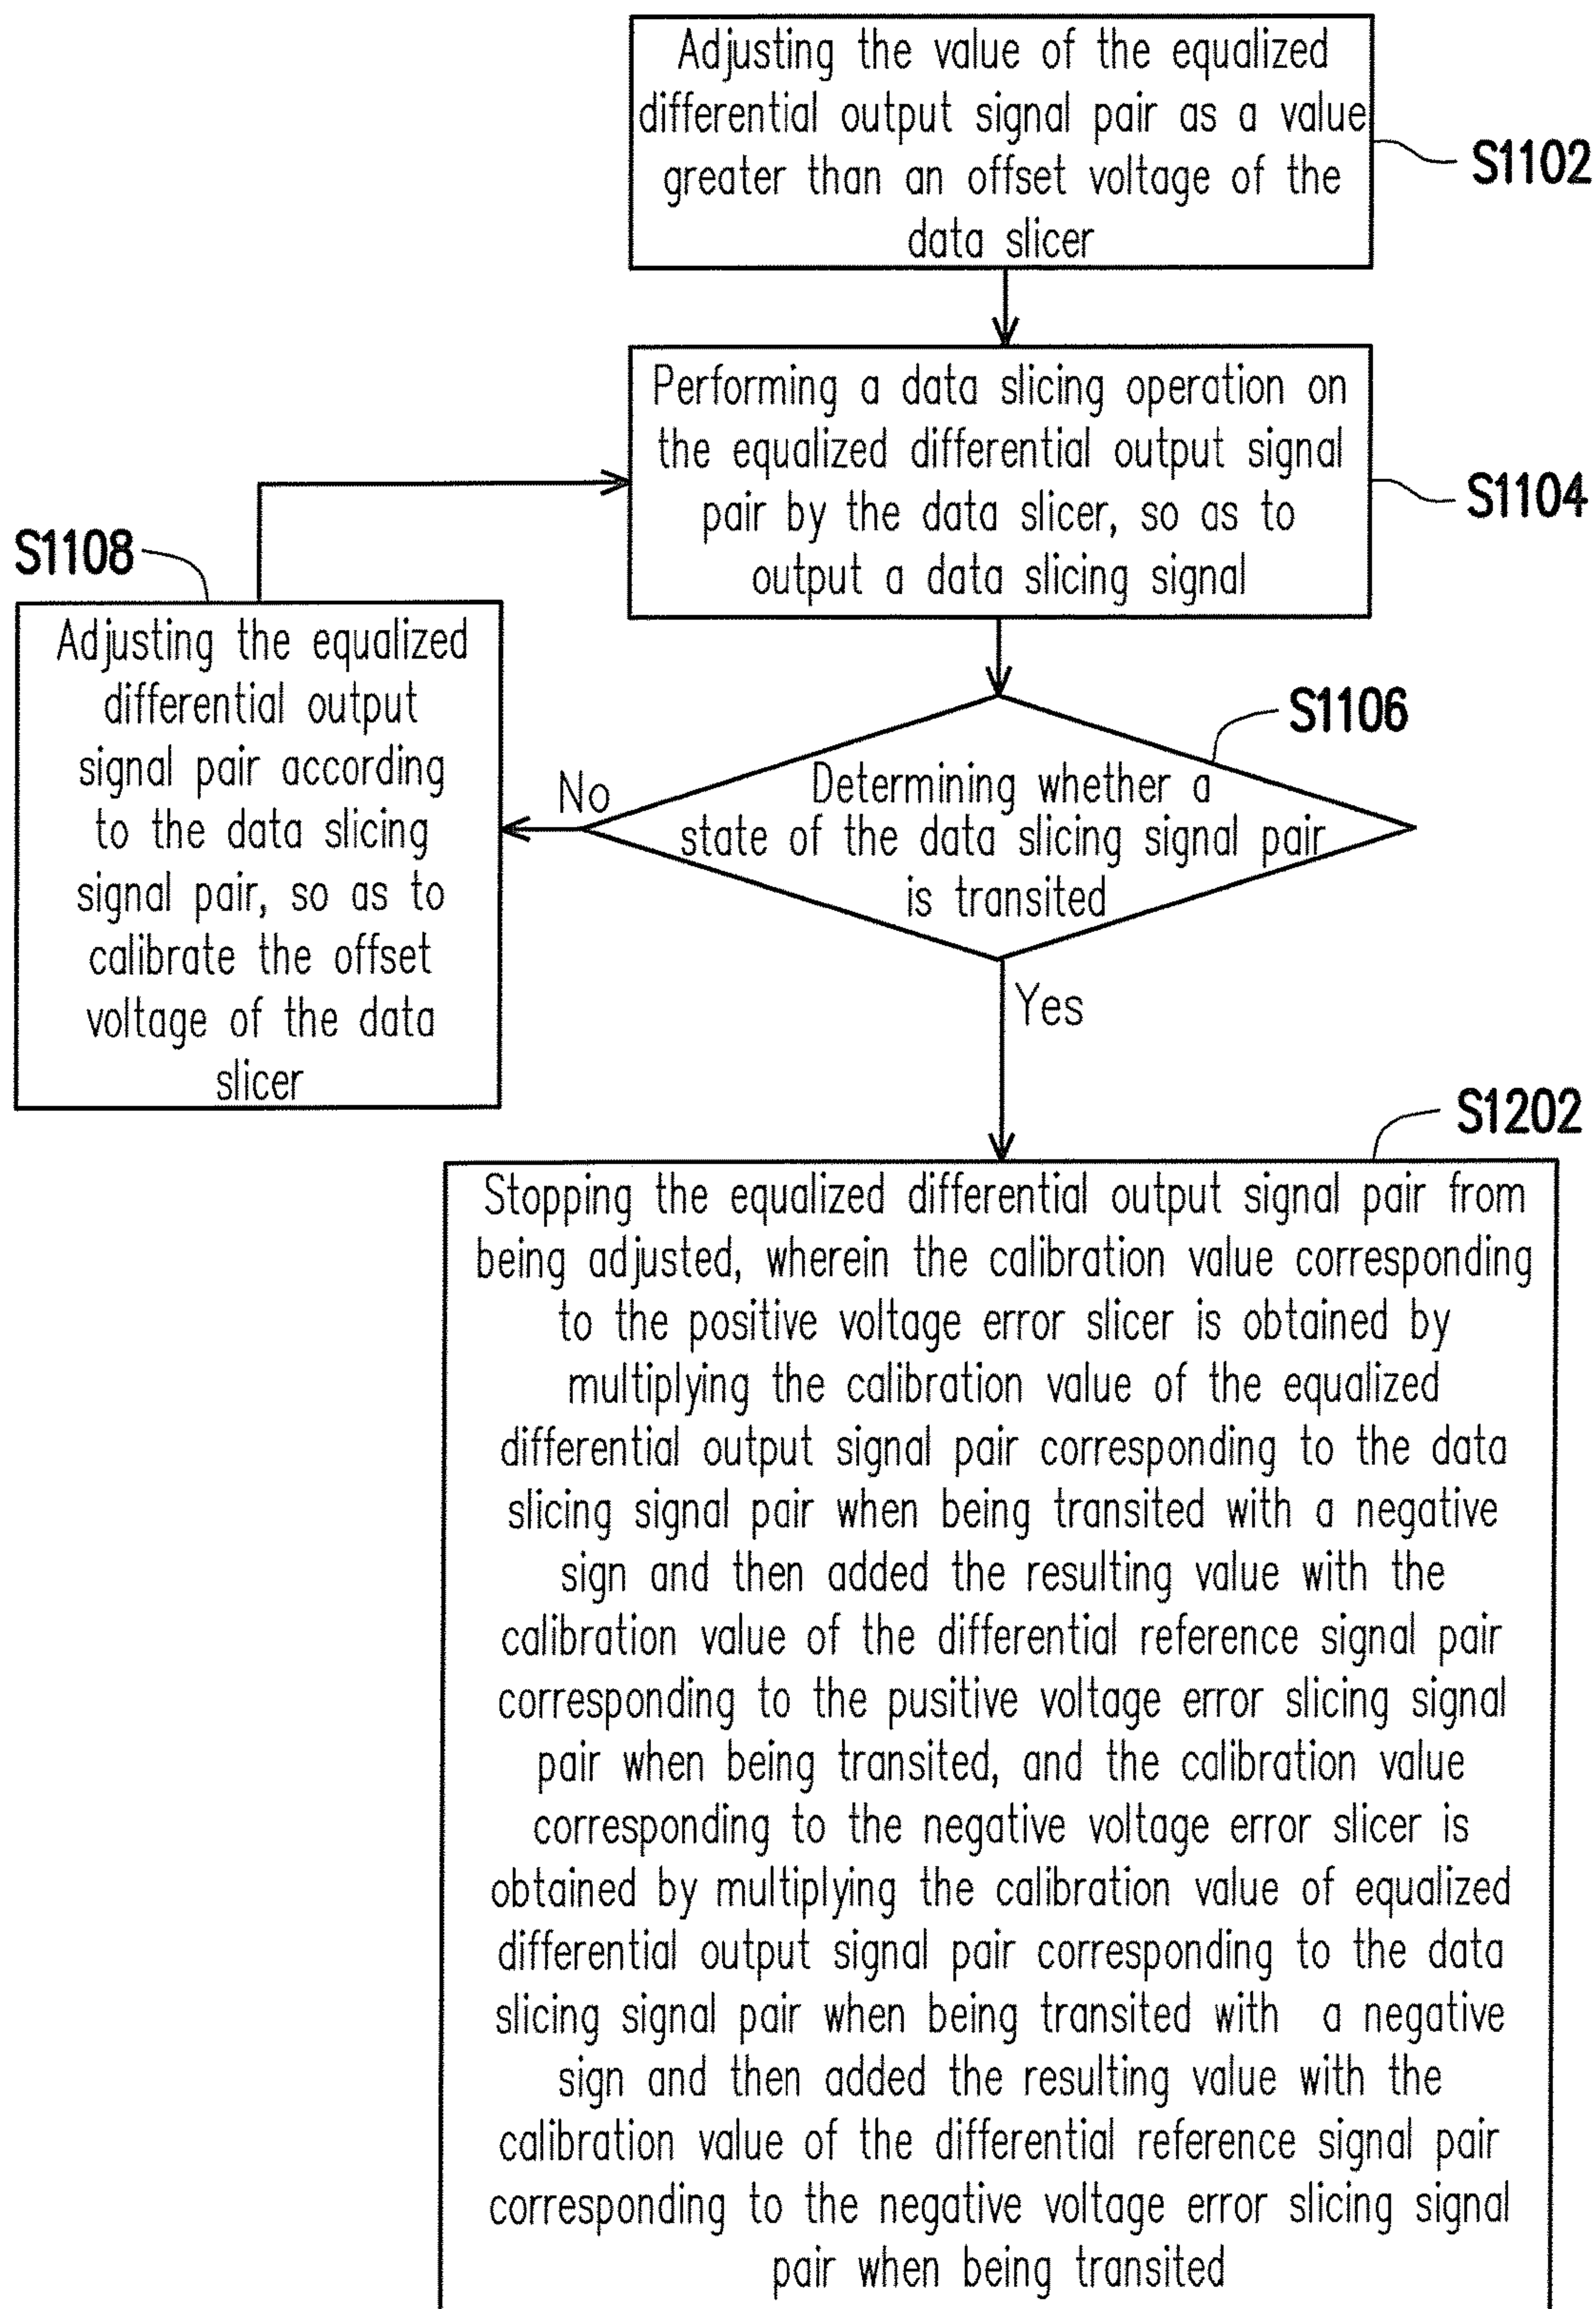 Adjusting the value of the equalized
differential output signal pair as a value
greater than an offset voltage of the
data slicer
S1102
Performing a data slicing operation on
the equalized differential output signal
pair by the data slicer, so as to
output a data slicing signal
S1104
S1108
Adjusting the equalized
differential output
signal pair according
to the data slicing
signal pair, so as to
calibrate the offset
voltage of the data
slicer
S1106
Determining whether a
state of the data slicing signal pair
is transited
No
Yes
S1202
Stopping the equalized differential output signal pair from
being adjusted, wherein the calibration value corresponding
to the positive voltage error slicer is obtained by
multiplying the calibration value of the equalized
differential output signal pair corresponding to the data
slicing signal pair when being transited with a negative
sign and then added the resulting value with the
calibration value of the differential reference signal pair
corresponding to the pusitive voltage error slicing signal
pair when being transited, and the calibration value
corresponding to the negative voltage error slicer is
obtained by multiplying the calibration value of equalized
differential output signal pair corresponding to the data
slicing signal pair when being transited with a negative
sign and then added the resulting value with the
calibration value of the differential reference signal pair
corresponding to the negative voltage error slicing signal
pair when being transited